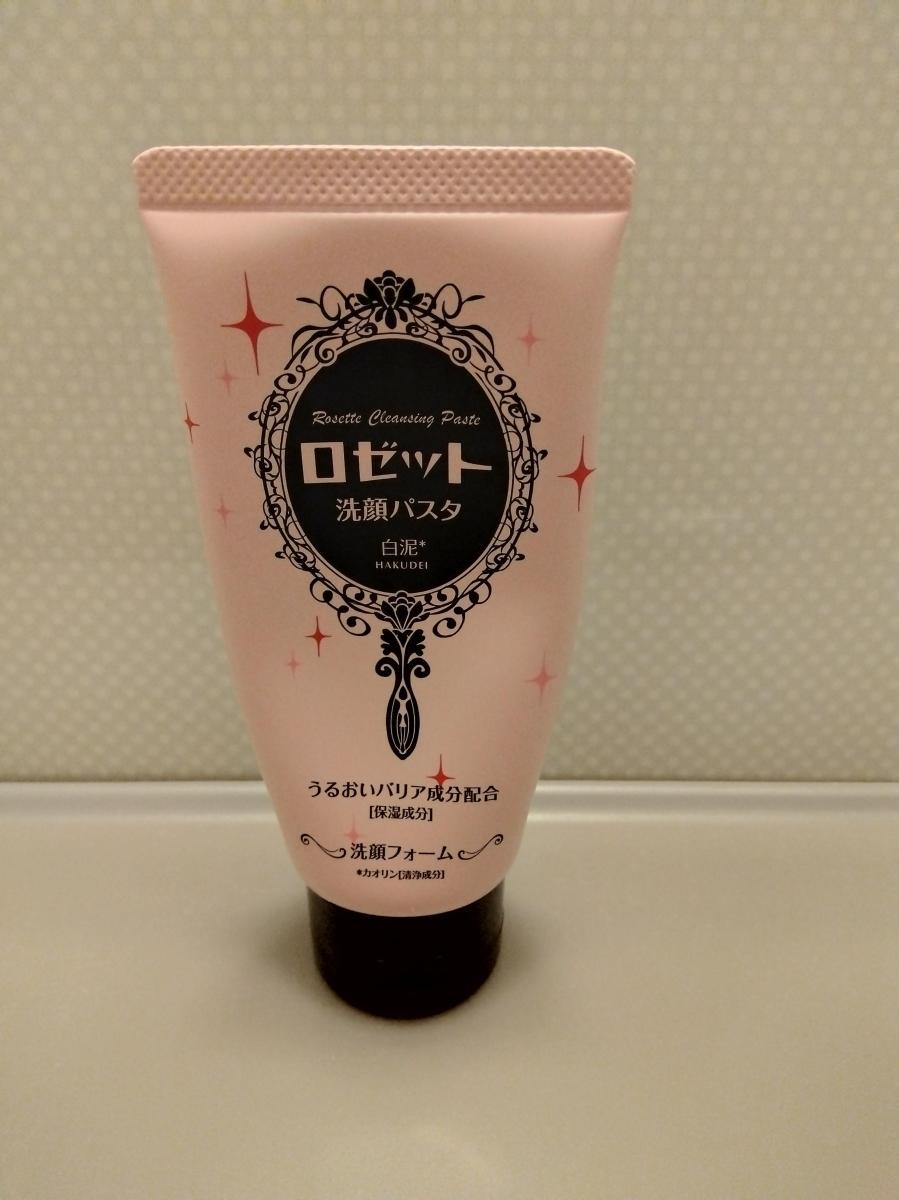 Rosette Cleansing Paste
ロゼット
洗顔パスタ
白泥*
HAKUDEI
うるおいバリア成分配合
[保湿成分]
洗顔フォーム
*カオリン[清浄成分]